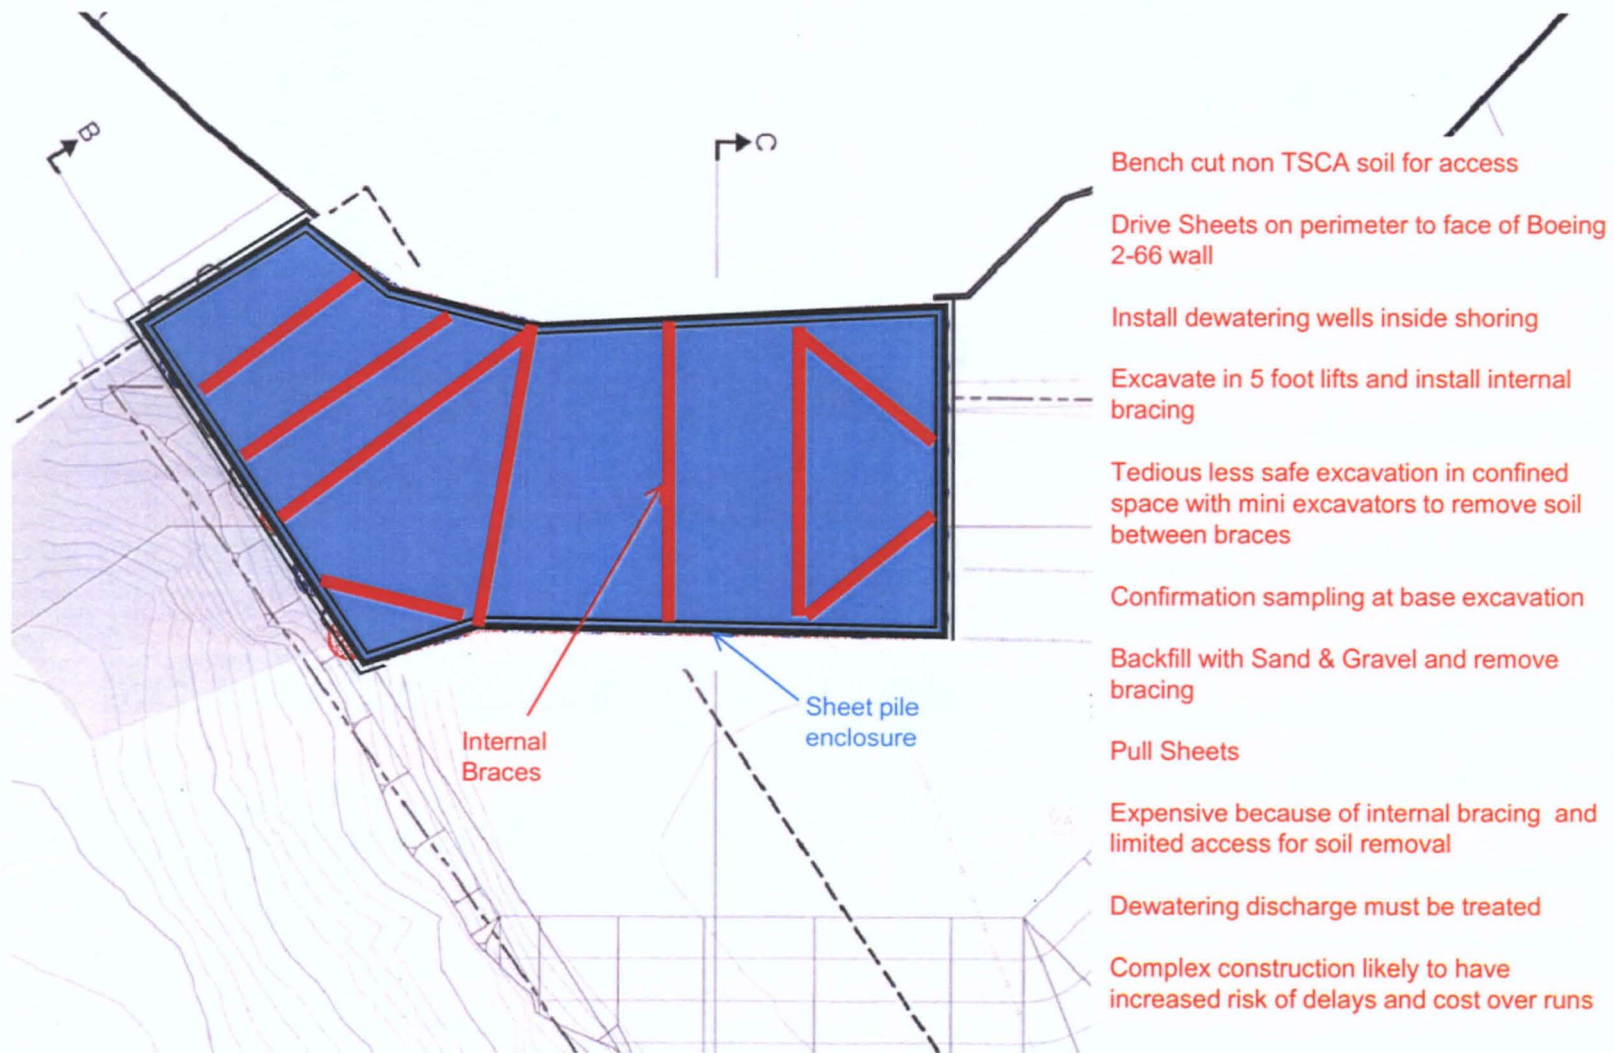 B
C
Bench cut non TSCA soil for access
Drive Sheets on perimeter to face of Boeing
2-66 wall
Install dewatering wells inside shoring
Excavate in 5 foot lifts and install internal
bracing
Tedious less safe excavation in confined
space with mini excavators to remove soil
between braces
Confirmation sampling at base excavation
Backfill with Sand & Gravel and remove
bracing
Pull Sheets
Expensive because of internal bracing and
limited access for soil removal
Dewatering discharge must be treated
Complex construction likely to have
increased risk of delays and cost over runs
Internal
Braces
Sheet pile
enclosure